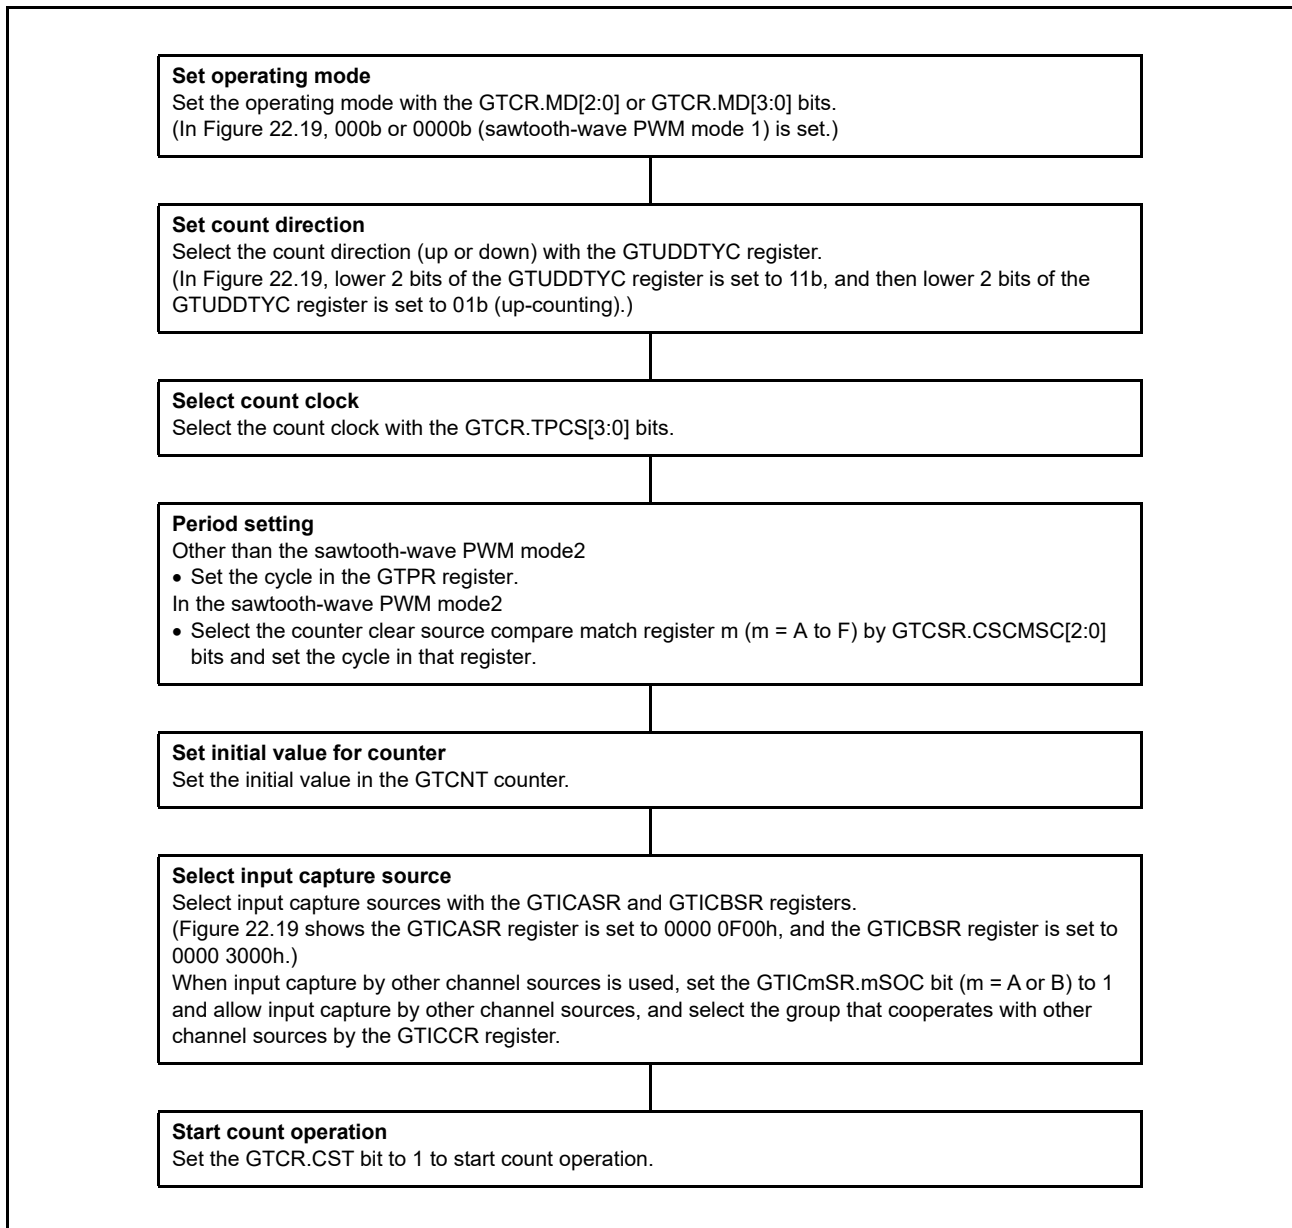 Set operating mode
Set the operating mode with the GTCR.MD[2:0] or GTCR.MD[3:0] bits.
(In Figure 22.19, 000b or 0000b (sawtooth-wave PWM mode 1) is set.)
Set count direction
Select the count direction (up or down) with the GTUDDTYC register.
(In Figure 22.19, lower 2 bits of the GTUDDTYC register is set to 11b, and then lower 2 bits of the
GTUDDTYC register is set to 01b (up-counting).)
Select count clock
Select the count clock with the GTCR.TPCS[3:0] bits.
Period setting
Other than the sawtooth-wave PWM mode2
• Set the cycle in the GTPR register.
In the sawtooth-wave PWM mode2
• Select the counter clear source compare match register m (m = A to F) by GTCSR.CSCMSC[2:0]
bits and set the cycle in that register.
Set initial value for counter
Set the initial value in the GTCNT counter.
Select input capture source
Select input capture sources with the GTICASR and GTICBSR registers.
(Figure 22.19 shows the GTICASR register is set to 0000 0F00h, and the GTICBSR register is set to
0000 3000h.)
When input capture by other channel sources is used, set the GTICmSR.mSOC bit (m = A or B) to 1
and allow input capture by other channel sources, and select the group that cooperates with other
channel sources by the GTICCR register.
Start count operation
Set the GTCR.CST bit to 1 to start count operation.